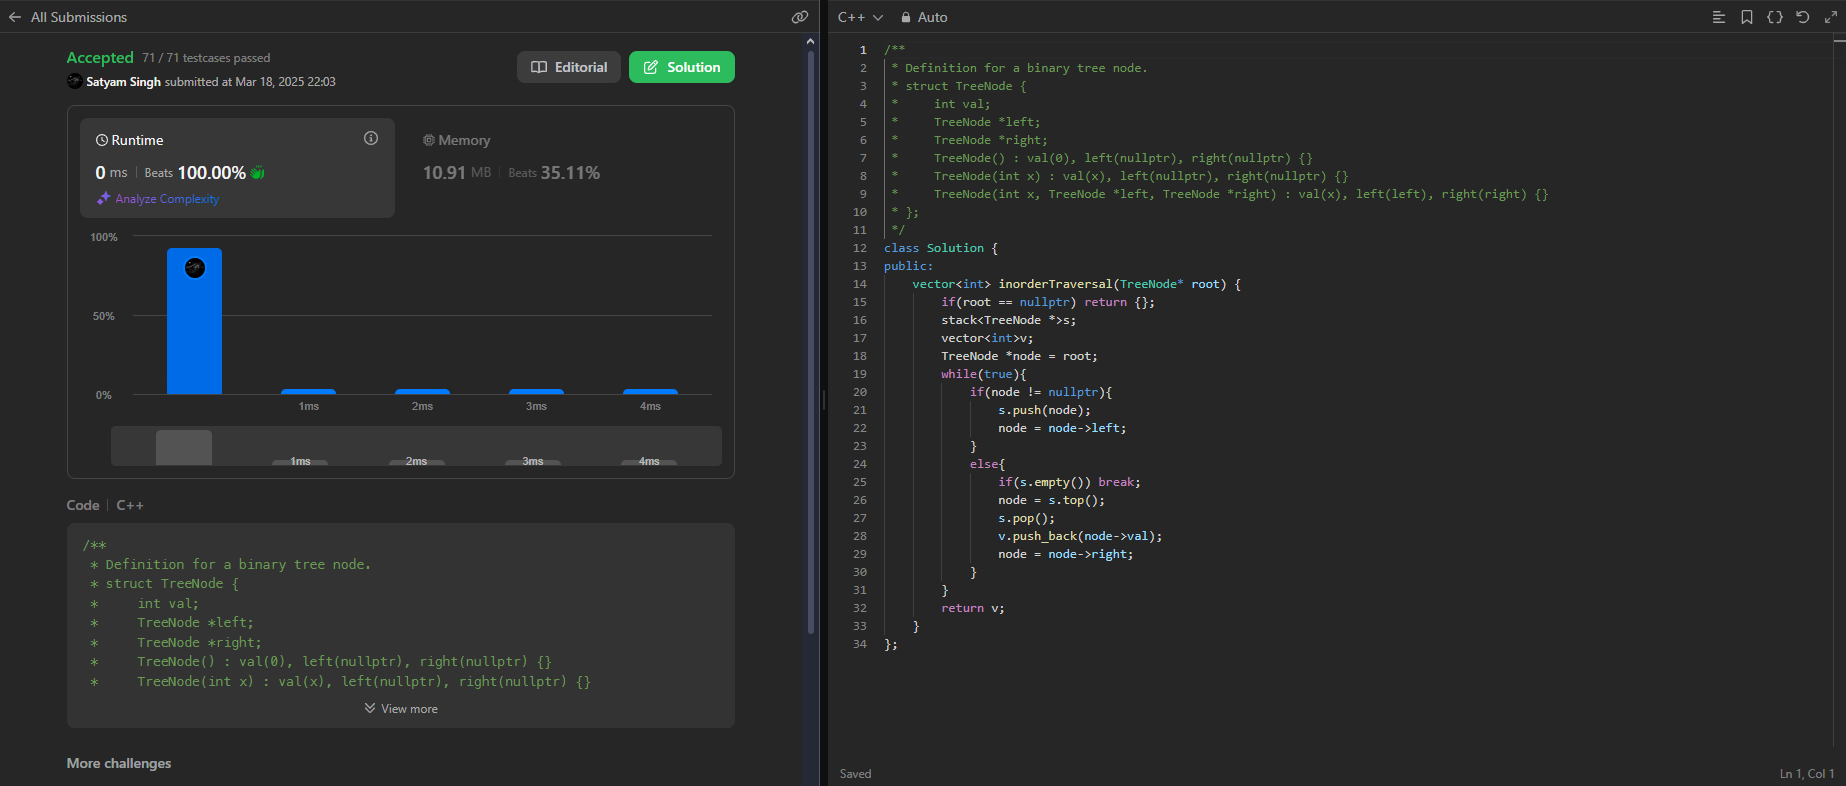 All Submissions
Accepted 71 / 71 testcases passed
Satyam Singh submitted at Mar 18, 2025 22:03
Editorial
Solution
Runtime
0 ms | Beats 100.00%
Analyze Complexity
Memory
10.91 MB | Beats 35.11%
100%
50%
0%
1ms 2ms 3ms 4ms
1ms 2ms 3ms 4ms
Code | C++
/**
 * Definition for a binary tree node.
 * struct TreeNode {
 *     int val;
 *     TreeNode *left;
 *     TreeNode *right;
 *     TreeNode() : val(0), left(nullptr), right(nullptr) {}
 *     TreeNode(int x) : val(x), left(nullptr), right(nullptr) {}
View more
More challenges
C++ Auto
1 /**
2  * Definition for a binary tree node.
3  * struct TreeNode {
4  *     int val;
5  *     TreeNode *left;
6  *     TreeNode *right;
7  *     TreeNode() : val(0), left(nullptr), right(nullptr) {}
8  *     TreeNode(int x) : val(x), left(nullptr), right(nullptr) {}
9  *     TreeNode(int x, TreeNode *left, TreeNode *right) : val(x), left(left), right(right) {}
10  * };
11  */
12 class Solution {
13 public:
14     vector<int> inorderTraversal(TreeNode* root) {
15         if(root == nullptr) return {};
16         stack<TreeNode *>s;
17         vector<int>v;
18         TreeNode *node = root;
19         while(true){
20             if(node != nullptr){
21                 s.push(node);
22                 node = node->left;
23             }
24             else{
25                 if(s.empty()) break;
26                 node = s.top();
27                 s.pop();
28                 v.push_back(node->val);
29                 node = node->right;
30             }
31         }
32         return v;
33     }
34 };
Saved
Ln 1, Col 1